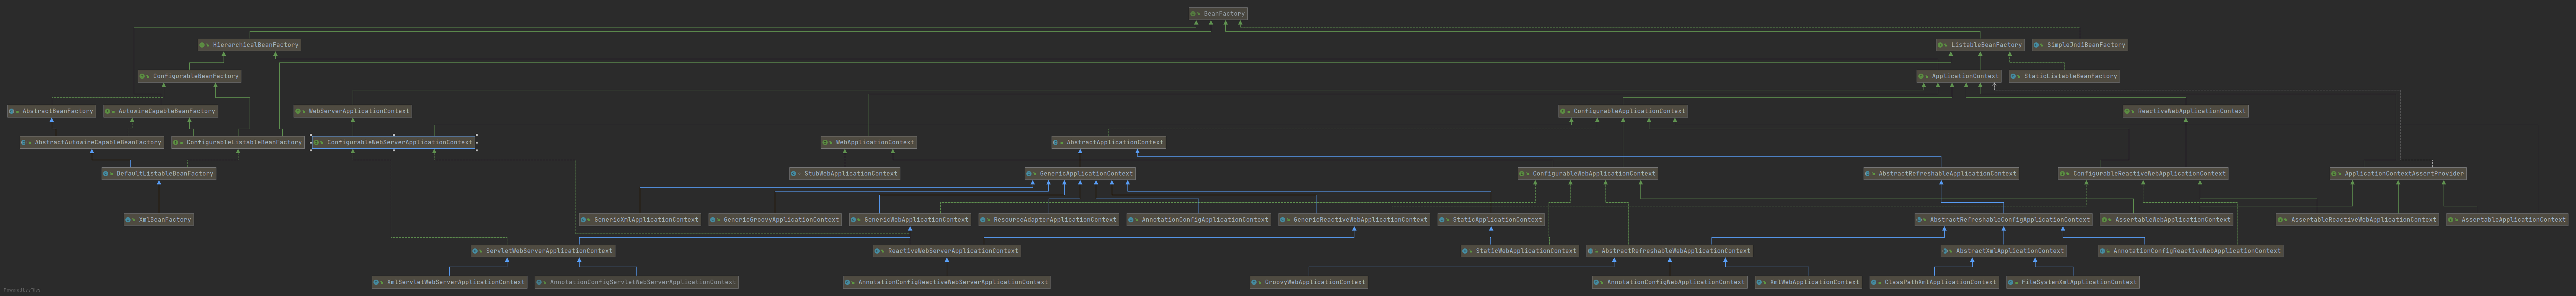 BeanFactory
HierarchicalBeanFactory
ListableBeanFactory
SimpleJndiBeanFactory
ConfigurableBeanFactory
ApplicationContext
StaticListableBeanFactory
AbstractBeanFactory
AutowireCapableBeanFactory
WebServerApplicationContext
ConfigurableApplicationContext
ReactiveWebApplicationContext
AbstractAutowireCapableBeanFactory
ConfigurableListableBeanFactory
ConfigurableWebServerApplicationContext
WebApplicationContext
AbstractApplicationContext
DefaultListableBeanFactory
StubWebApplicationContext
GenericApplicationContext
ConfigurableWebApplicationContext
AbstractRefreshableApplicationContext
ConfigurableReactiveWebApplicationContext
ApplicationContextAssertProvider
XmlBeanFactory
GenericXmlApplicationContext
GenericGroovyApplicationContext
GenericWebApplicationContext
ResourceAdapterApplicationContext
AnnotationConfigApplicationContext
GenericReactiveWebApplicationContext
StaticApplicationContext
AbstractRefreshableConfigApplicationContext
AssertableWebApplicationContext
AssertableReactiveWebApplicationContext
AssertableApplicationContext
ServletWebServerApplicationContext
ReactiveWebServerApplicationContext
StaticWebApplicationContext
AbstractRefreshableWebApplicationContext
AbstractXmlApplicationContext
AnnotationConfigReactiveWebApplicationContext
XmlServletWebServerApplicationContext
AnnotationConfigServletWebServerApplicationContext
AnnotationConfigReactiveWebServerApplicationContext
GroovyWebApplicationContext
AnnotationConfigWebApplicationContext
XmlWebApplicationContext
ClassPathXmlApplicationContext
FileSystemXmlApplicationContext
Powered by yFiles